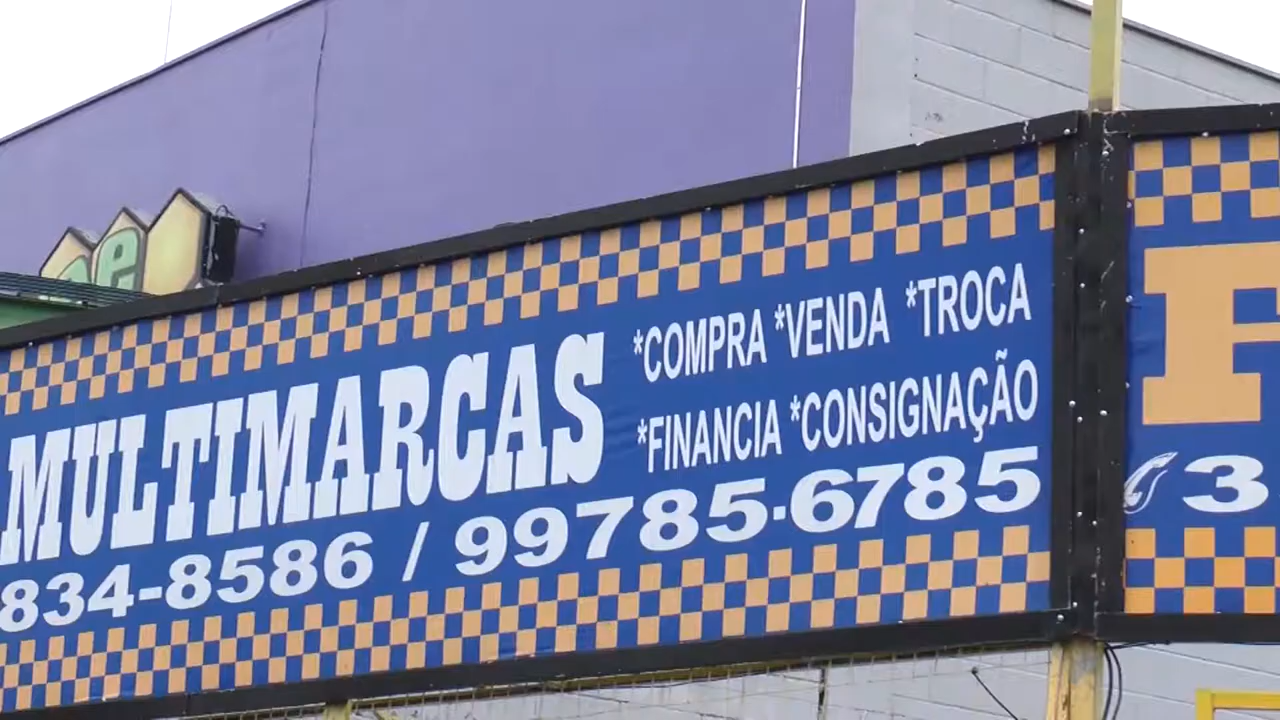 MULTIMARCAS
*COMPRA *VENDA *TROCA
*FINANCIA *CONSIGNAÇÃO
834-8586 / 99785-6785
3